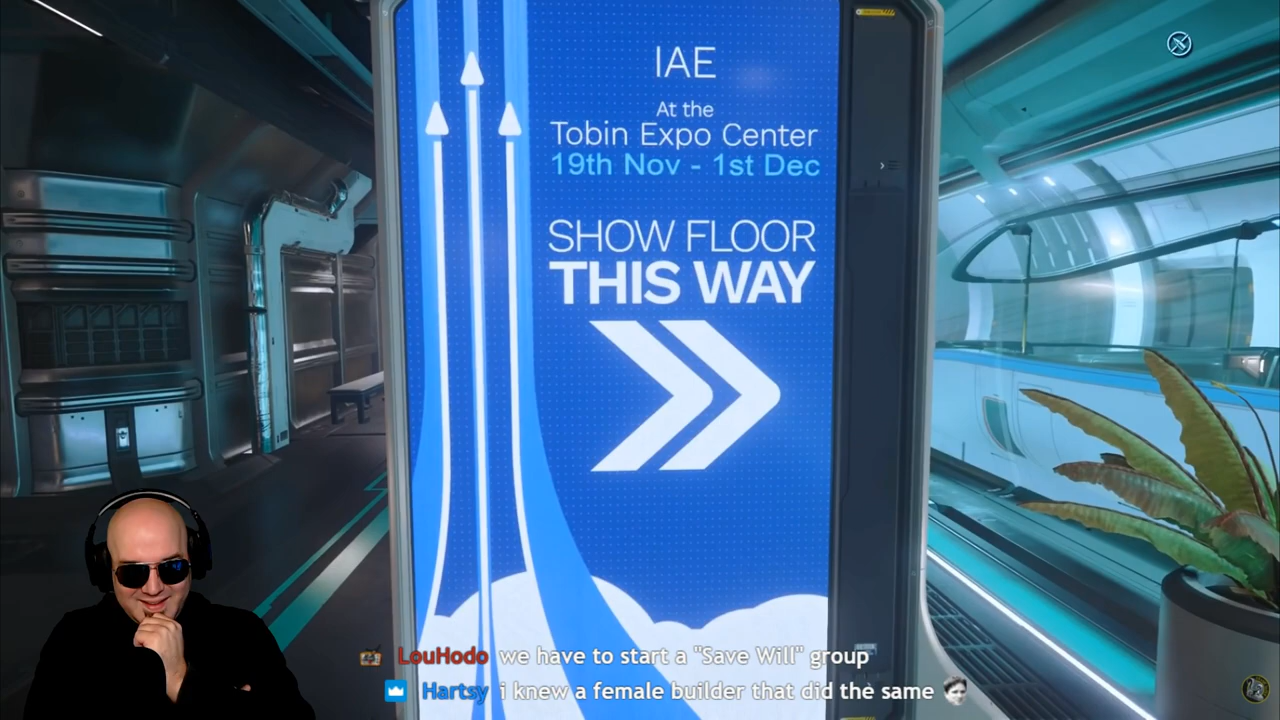 IAE
At the
Tobin Expo Center
19th Nov - 1st Dec
SHOW FLOOR
THIS WAY
LouHodo we have to start a "Save Will" group
Hartsy i knew a female builder that did the same